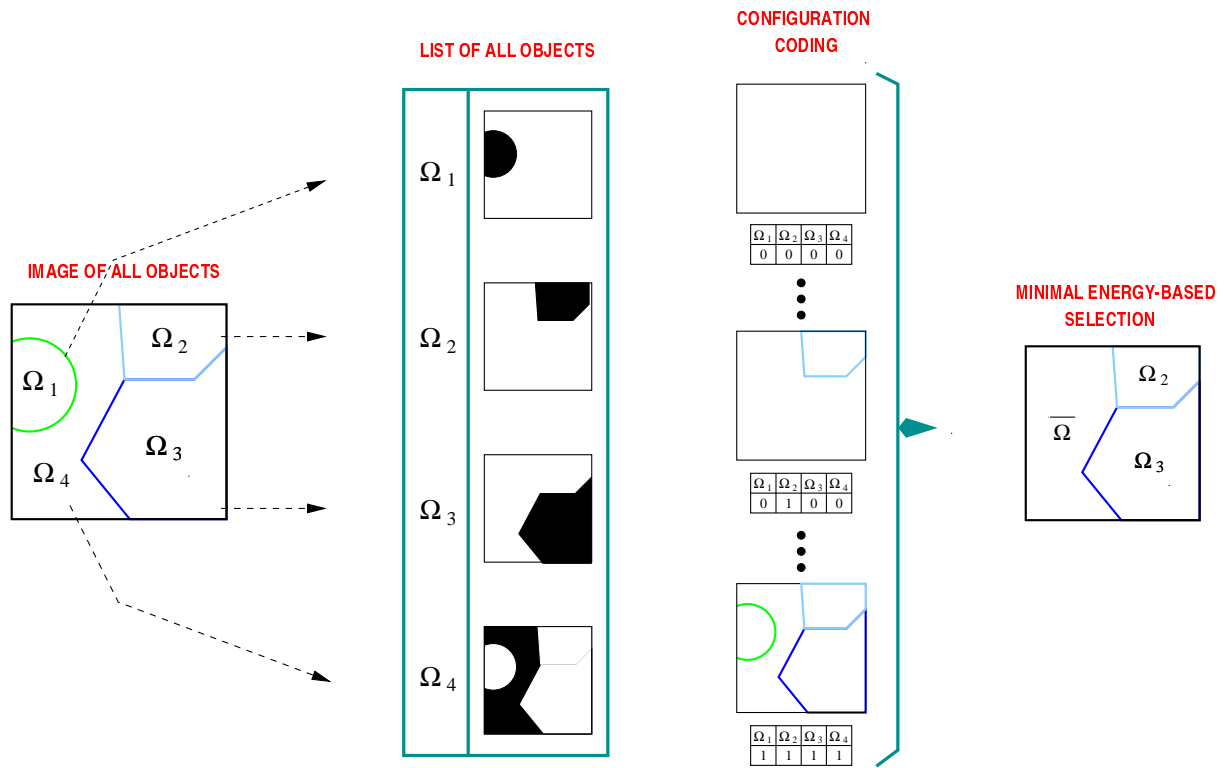 IMAGE OF ALL OBJECTS
Ω1
Ω2
Ω3
Ω4
LIST OF ALL OBJECTS
Ω1
Ω2
Ω3
Ω4
CONFIGURATION
CODING
Ω1 Ω2 Ω3 Ω4
0 0 0 0
Ω1 Ω2 Ω3 Ω4
0 1 0 0
Ω1 Ω2 Ω3 Ω4
1 1 1 1
MINIMAL ENERGY-BASED
SELECTION
Ω2
Ω̅
Ω3